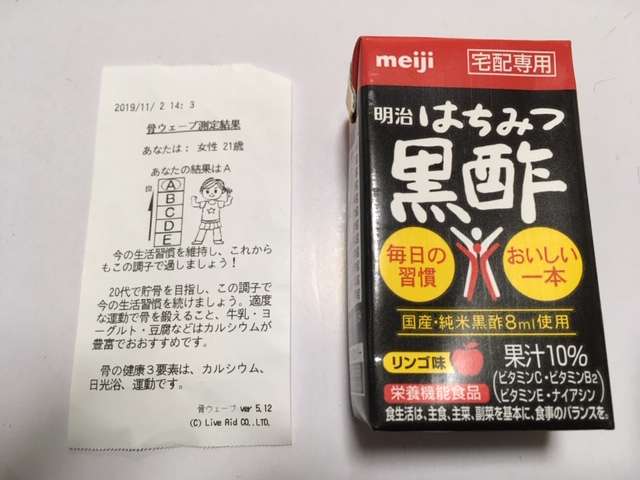 2019/11/ 2 14: 3
骨ウェーブ測定結果
あなたは: 女性 21歳
あなたの結果はA
良
A
B
C
D
E
今の生活習慣を維持し、これから
もこの調子で過しましょう!
20代で貯骨を目指し、この調子で
今の生活習慣を続けましょう。適度
な運動で骨を鍛えること、牛乳・ヨ
ーグルト・豆腐などはカルシウムが
豊富でおおすすめです。
骨の健康3要素は、カルシウム、
日光浴、運動です。
骨ウェーブ ver 5.12
(C) Live Aid CO.,LTD.
meiji
宅配専用
明治 はちみつ
黒酢
毎日の
習慣
おいしい
一本
国産・純米黒酢8ml使用
リンゴ味
果汁10%
栄養機能食品
(ビタミンC・ビタミンB2
ビタミンE・ナイアシン)
食生活は、主食、主菜、副菜を基本に、食事のバランスを。